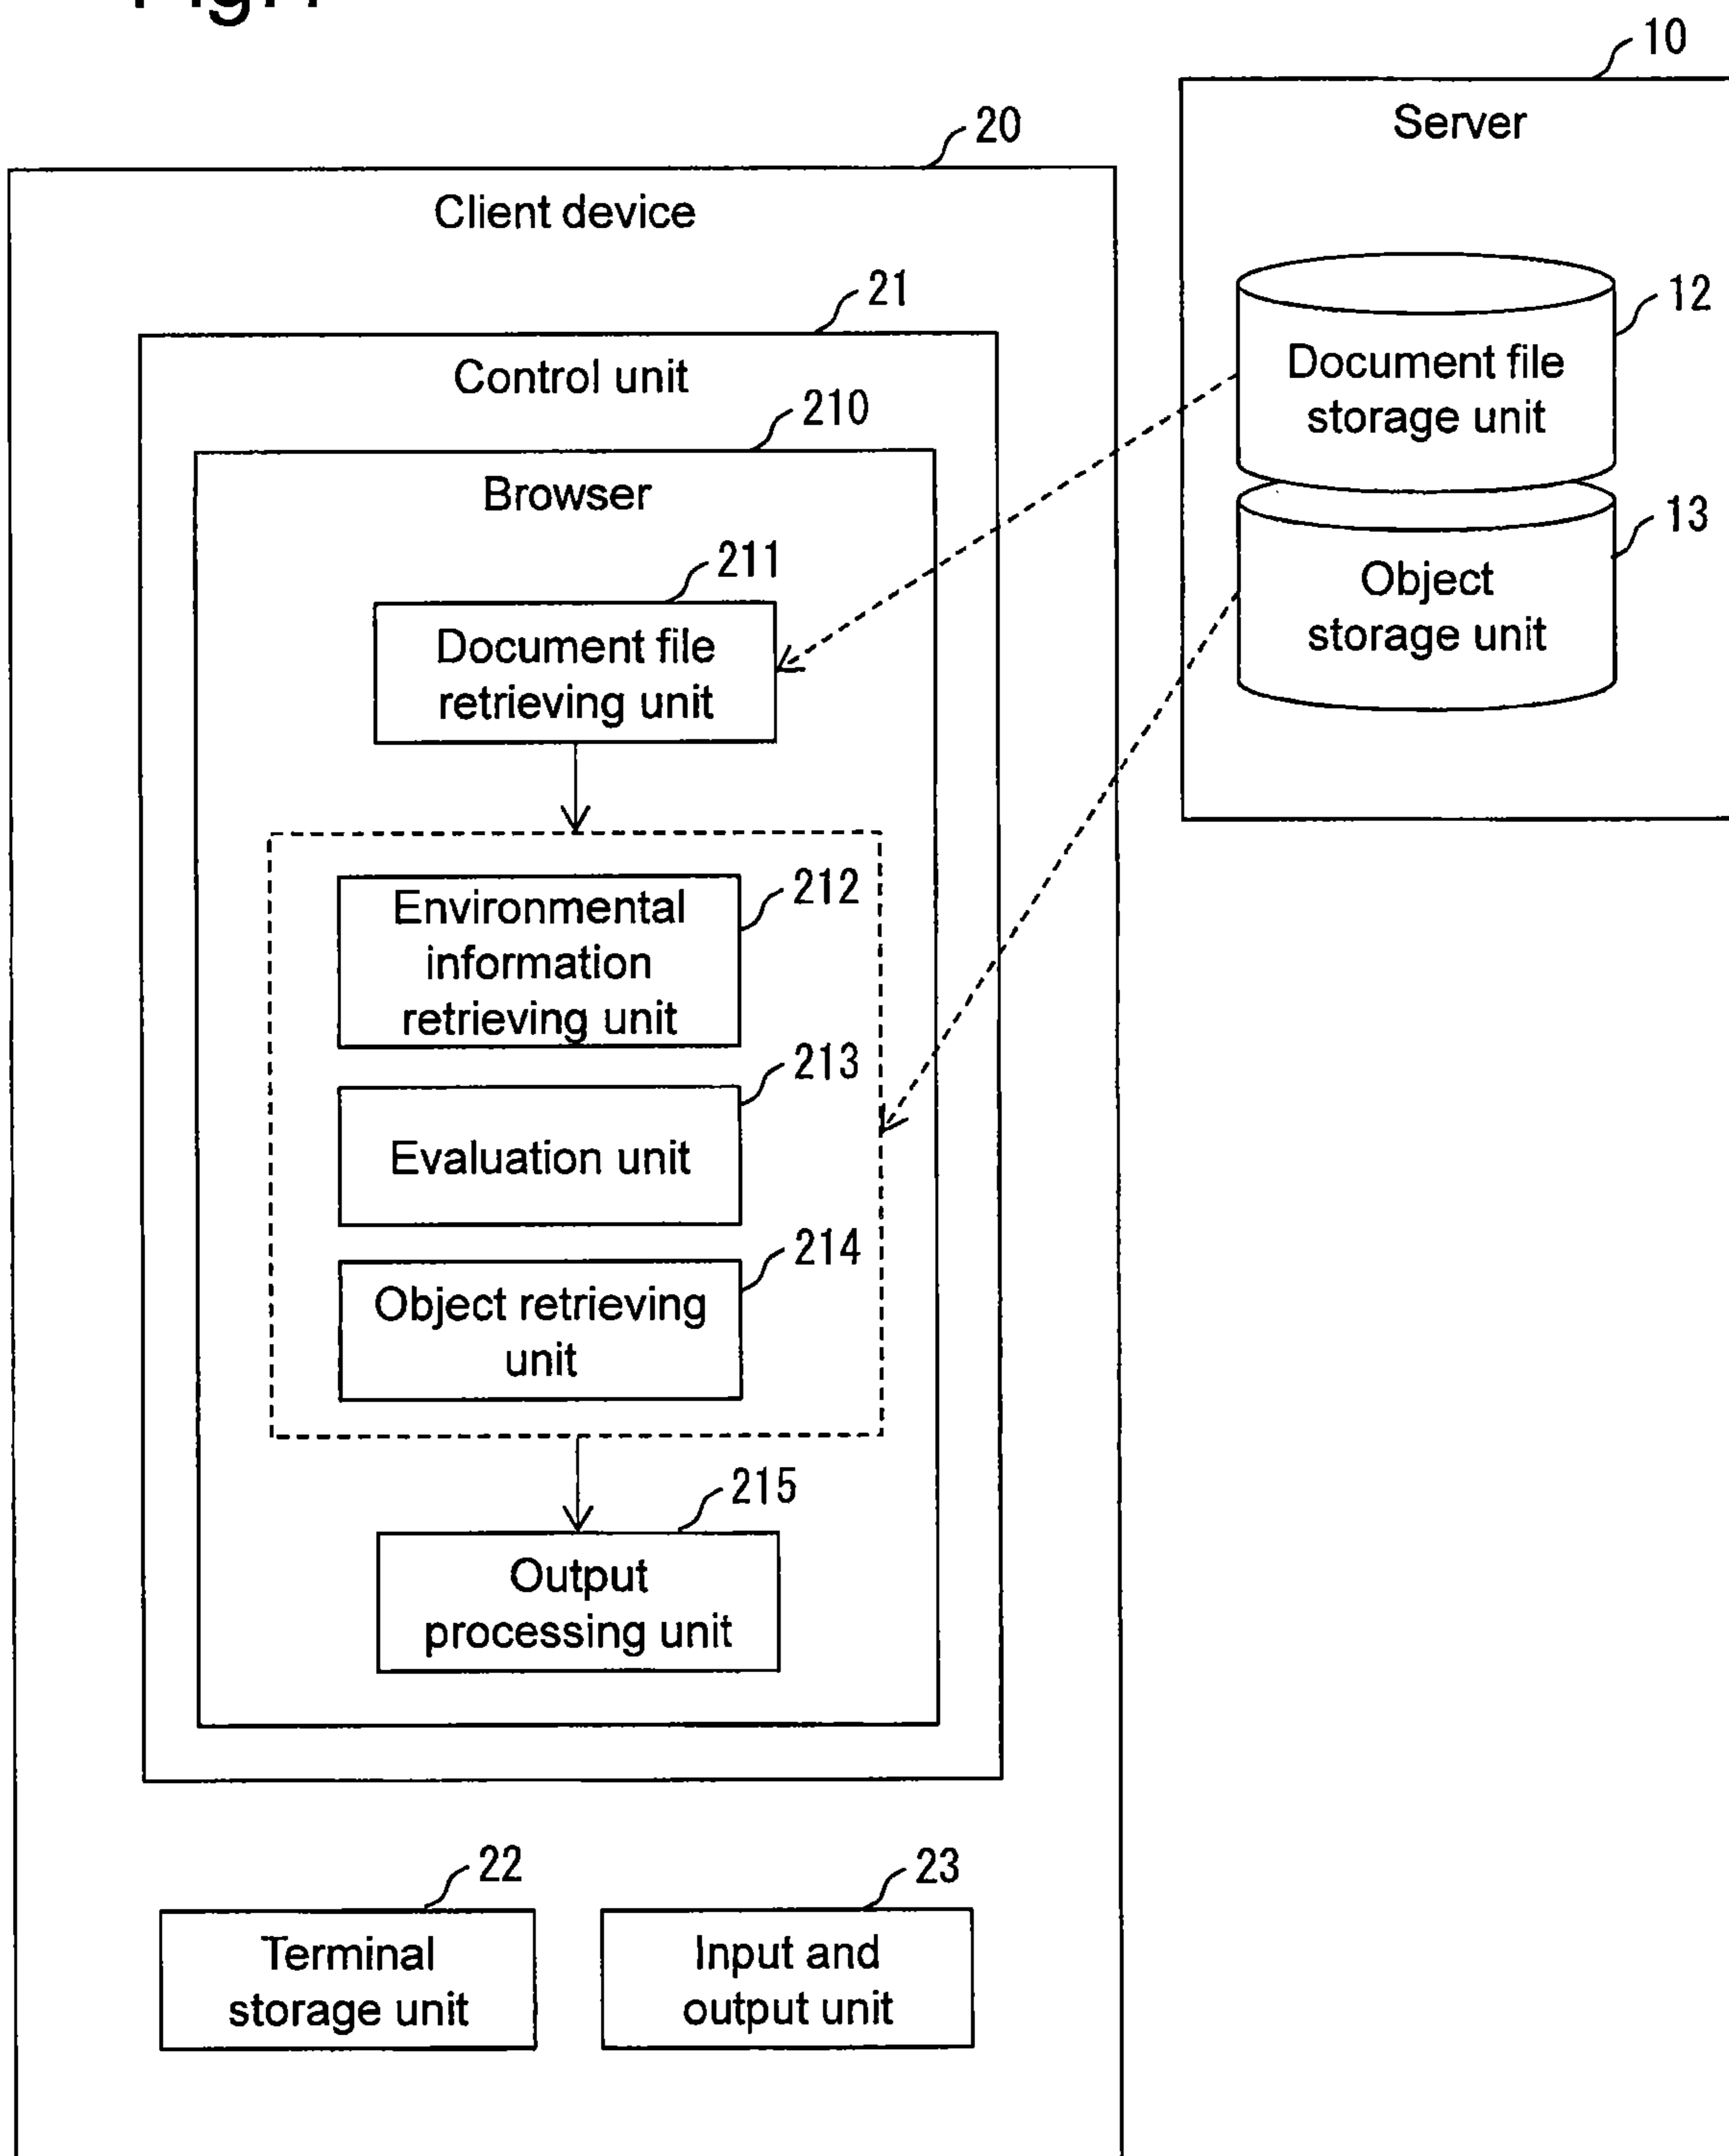 10
Server
20
Client device
12
Document file
storage unit
13
Object
storage unit
21
Control unit
210
Browser
211
Document file
retrieving unit
212
Environmental
information
retrieving unit
213
Evaluation unit
214
Object retrieving
unit
215
Output
processing unit
22
Terminal
storage unit
23
Input and
output unit